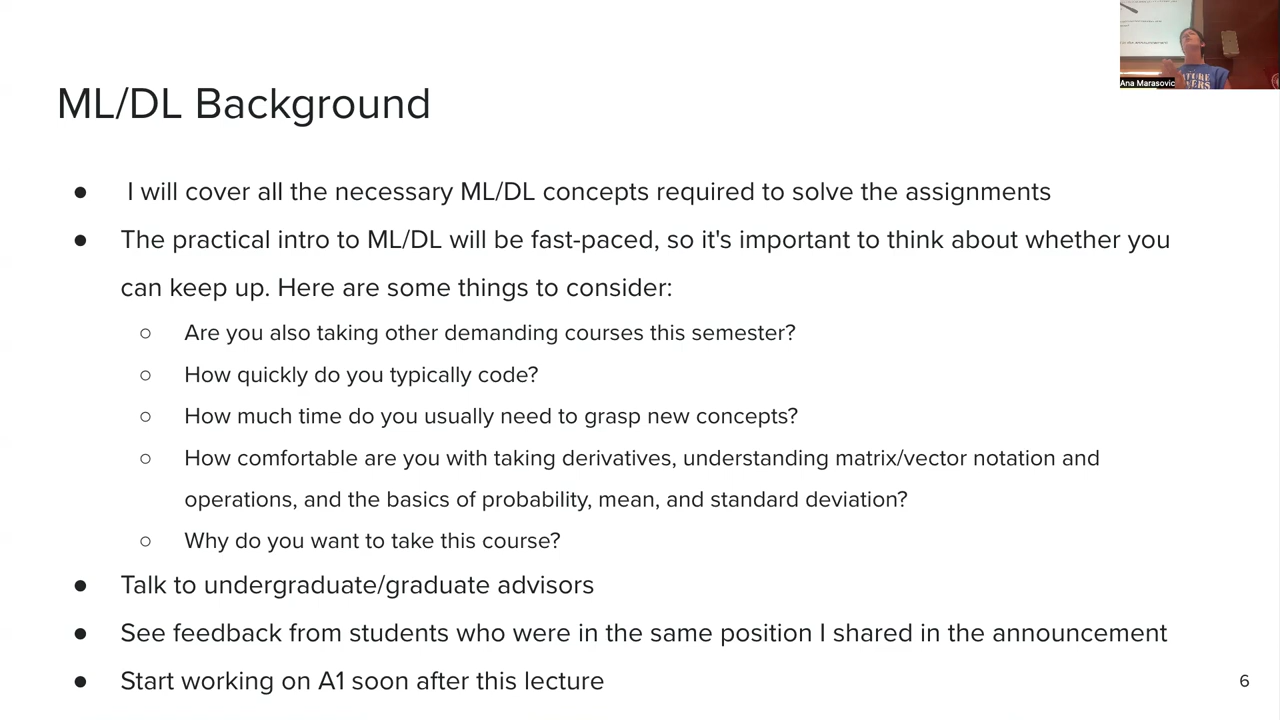 Ana Marasovic
ML/DL Background
● I will cover all the necessary ML/DL concepts required to solve the assignments
● The practical intro to ML/DL will be fast-paced, so it's important to think about whether you
can keep up. Here are some things to consider:
○ Are you also taking other demanding courses this semester?
○ How quickly do you typically code?
○ How much time do you usually need to grasp new concepts?
○ How comfortable are you with taking derivatives, understanding matrix/vector notation and
operations, and the basics of probability, mean, and standard deviation?
○ Why do you want to take this course?
● Talk to undergraduate/graduate advisors
● See feedback from students who were in the same position I shared in the announcement
● Start working on A1 soon after this lecture
6